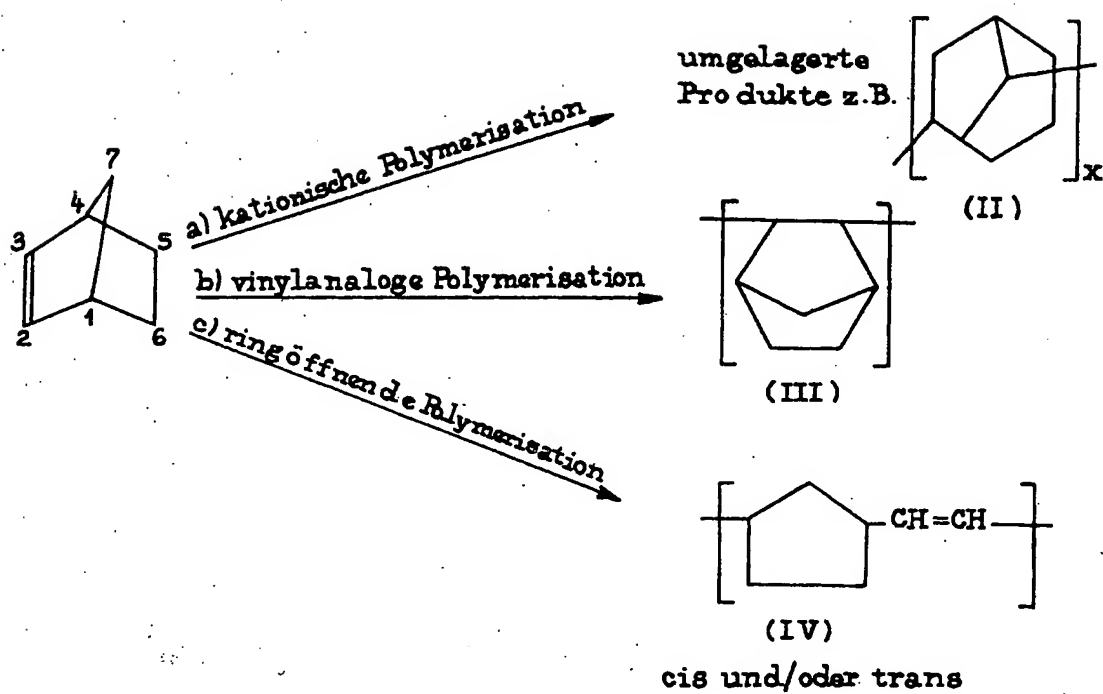 umgelagerte
Produkte z.B.
x
(II)
a) kationische Polymerisation
7
4
3
5
2
1
6
b) vinylanaloge Polymerisation
(III)
c) ringöffnende Polymerisation
CH=CH
(IV)
cis und/oder trans